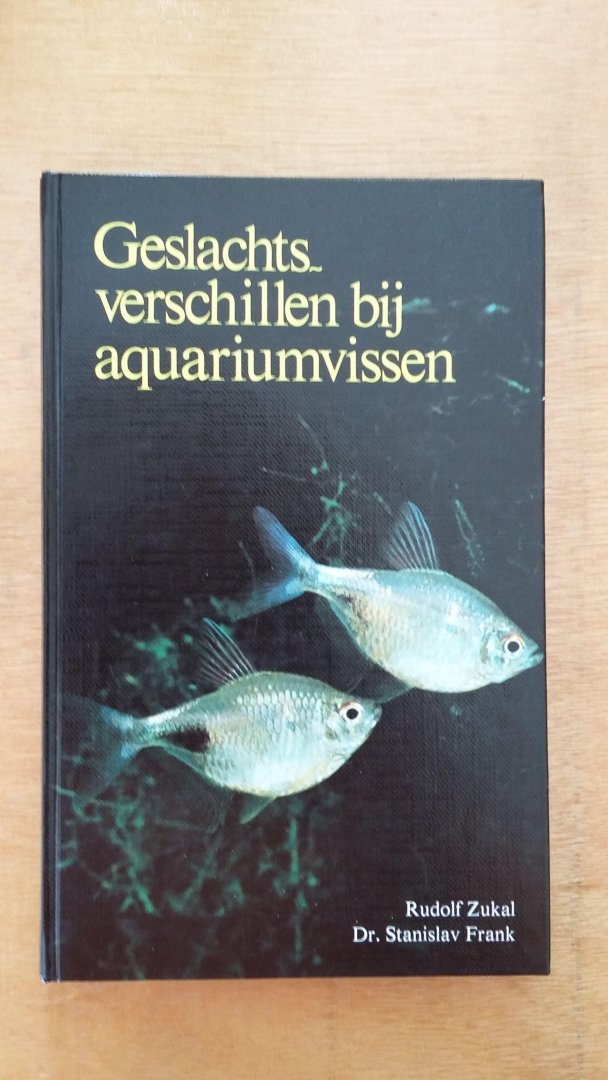 Geslachts-
verschillen bij
aquariumvissen
Rudolf Zukal
Dr. Stanislav Frank